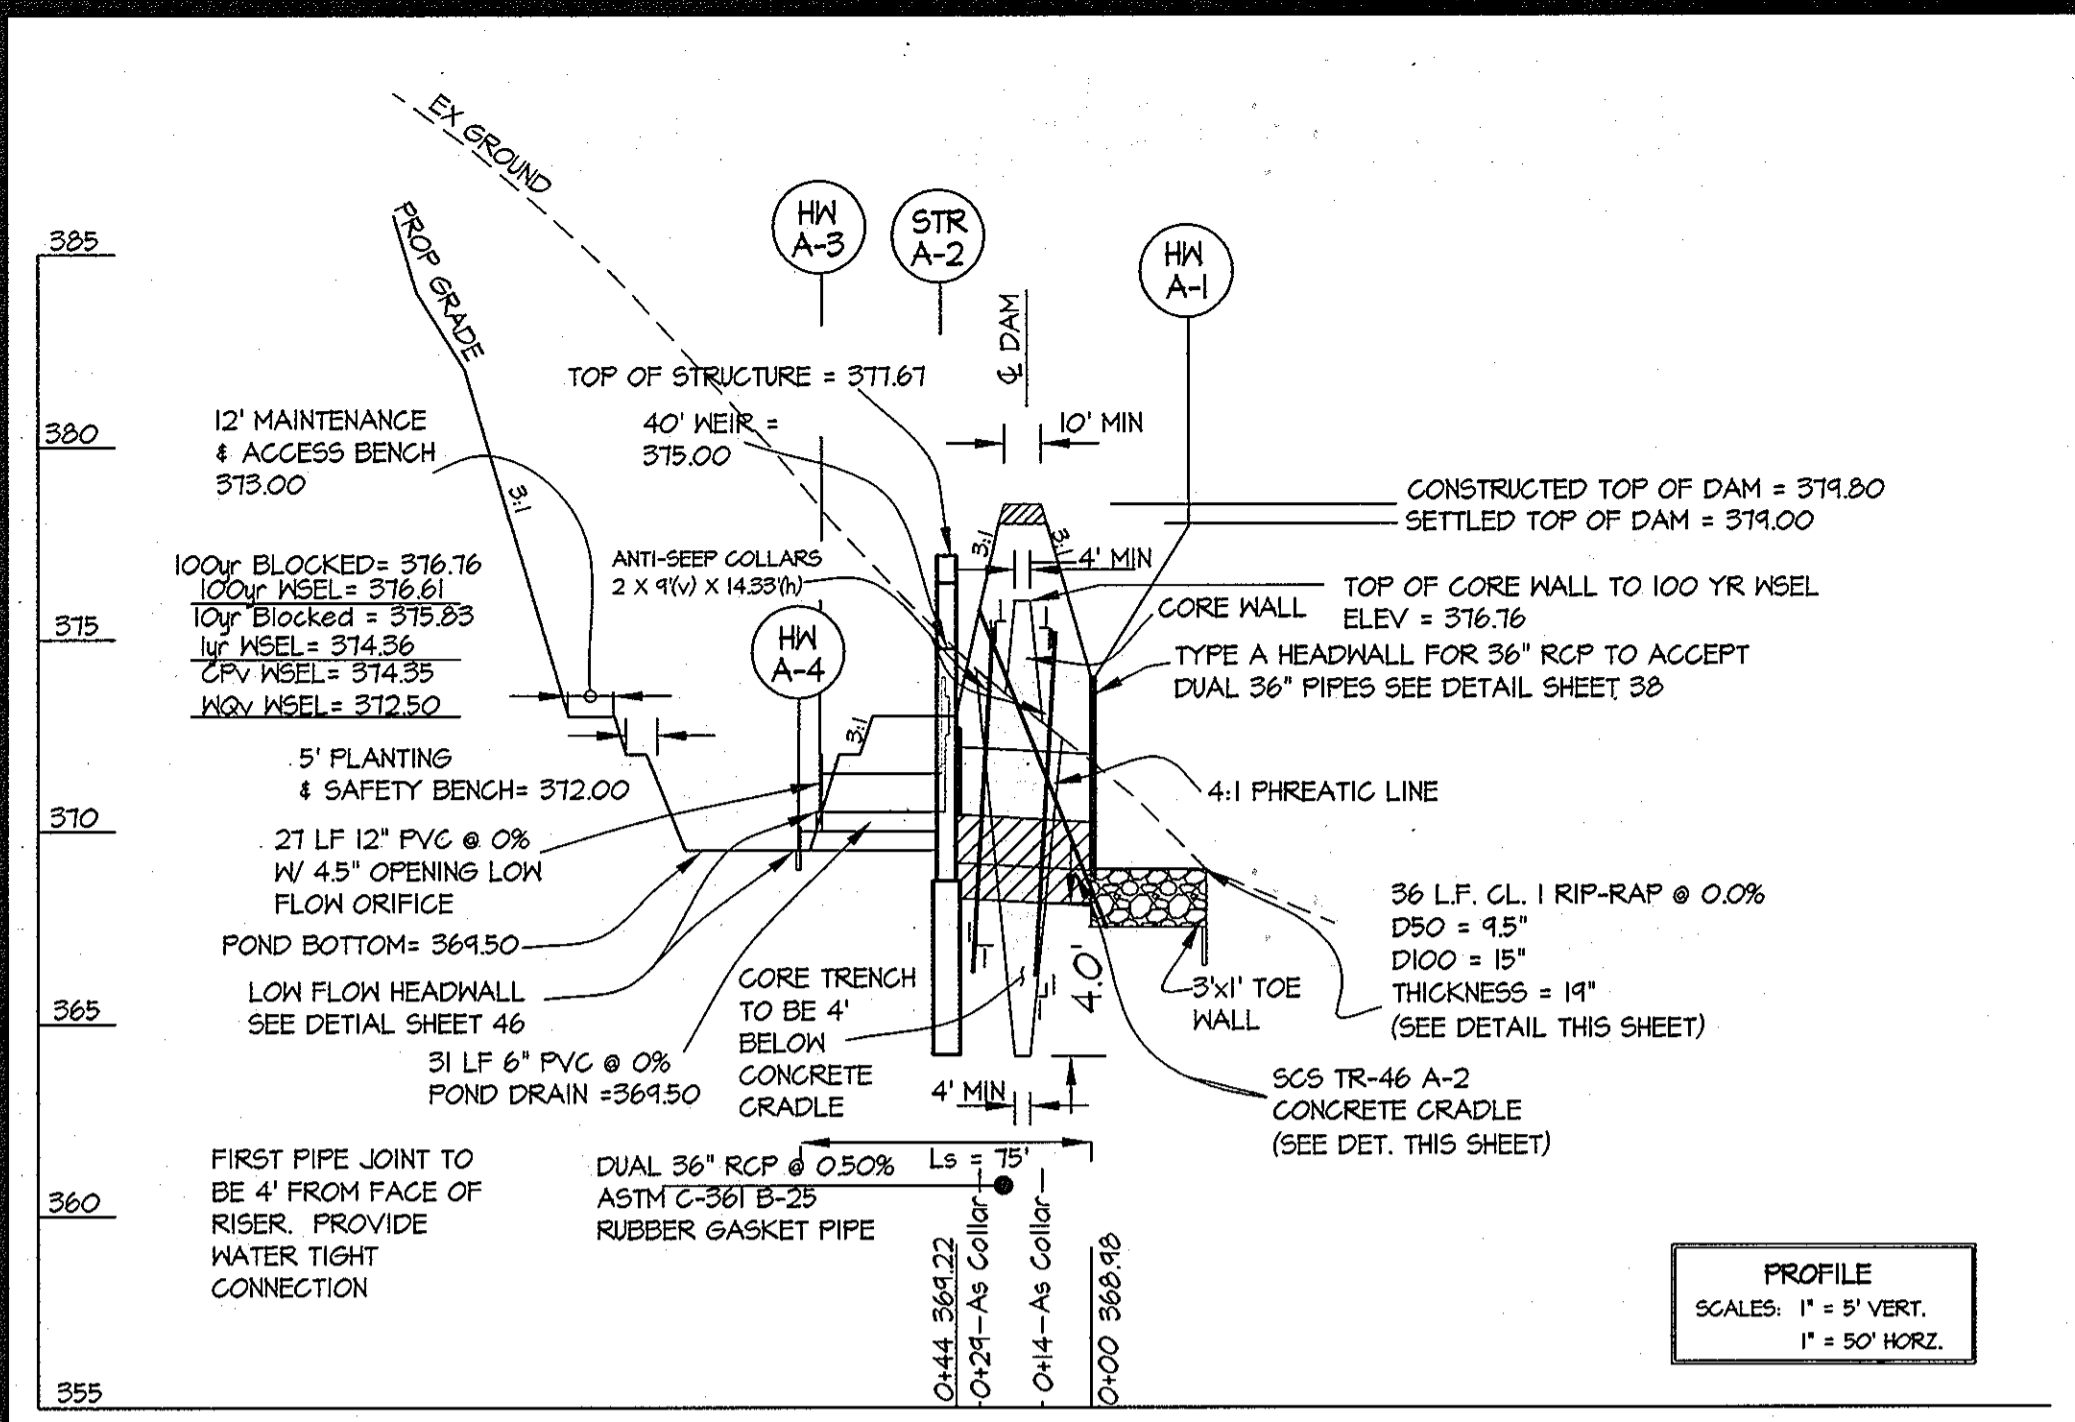 EX GROUND
PROP GRADE
HW
A-3
STR
A-2
HW
A-1
℄ DAM
385
380
375
370
365
360
355
TOP OF STRUCTURE = 377.67
40' WEIR =
375.00
10' MIN
12' MAINTENANCE
& ACCESS BENCH
373.00
3:1
CONSTRUCTED TOP OF DAM = 379.80
SETTLED TOP OF DAM = 379.00
3:1
3:1
4' MIN
100yr BLOCKED= 376.76
100yr WSEL= 376.61
10yr Blocked = 375.83
1yr WSEL= 374.36
CPv WSEL= 374.35
WQv WSEL= 372.50
ANTI-SEEP COLLARS
2 X 9'(v) X 14.33'(h)
HW
A-4
3:1
CORE WALL
TOP OF CORE WALL TO 100 YR WSEL
ELEV = 376.76
TYPE A HEADWALL FOR 36" RCP TO ACCEPT
DUAL 36" PIPES SEE DETAIL SHEET 38
5' PLANTING
& SAFETY BENCH= 372.00
4:1 PHREATIC LINE
27 LF 12" PVC @ 0%
W/ 4.5" OPENING LOW
FLOW ORIFICE
POND BOTTOM= 369.50
LOW FLOW HEADWALL
SEE DETIAL SHEET 46
31 LF 6" PVC @ 0%
POND DRAIN =369.50
CORE TRENCH
TO BE 4'
BELOW
CONCRETE
CRADLE
4.0'
4' MIN
3'x1' TOE
WALL
36 L.F. CL. 1 RIP-RAP @ 0.0%
D50 = 9.5"
D100 = 15"
THICKNESS = 19"
(SEE DETAIL THIS SHEET)
SCS TR-46 A-2
CONCRETE CRADLE
(SEE DET. THIS SHEET)
FIRST PIPE JOINT TO
BE 4' FROM FACE OF
RISER. PROVIDE
WATER TIGHT
CONNECTION
DUAL 36" RCP @ 0.50%
ASTM C-361 B-25
RUBBER GASKET PIPE
Ls = 75'
0+44 369.22
0+29-As Collar
0+14-As Collar
0+00 368.98
PROFILE
SCALES: 1" = 5' VERT.
1" = 50' HORZ.